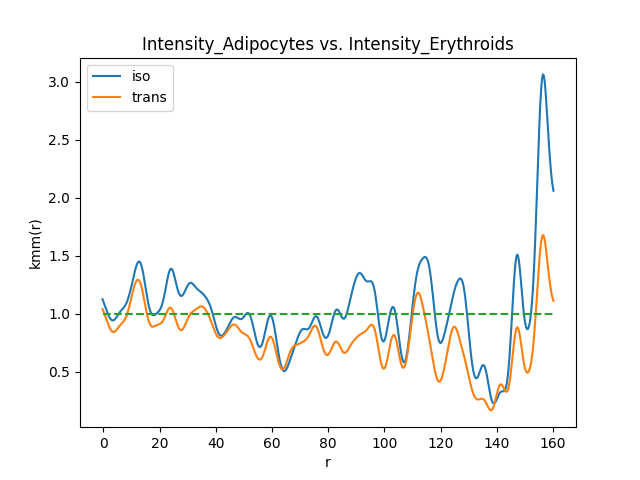 Intensity_Adipocytes vs. Intensity_Erythroids
iso
trans
3.0
2.5
2.0
1.5
1.0
0.5
kmm(r)
0 20 40 60 80 100 120 140 160
r